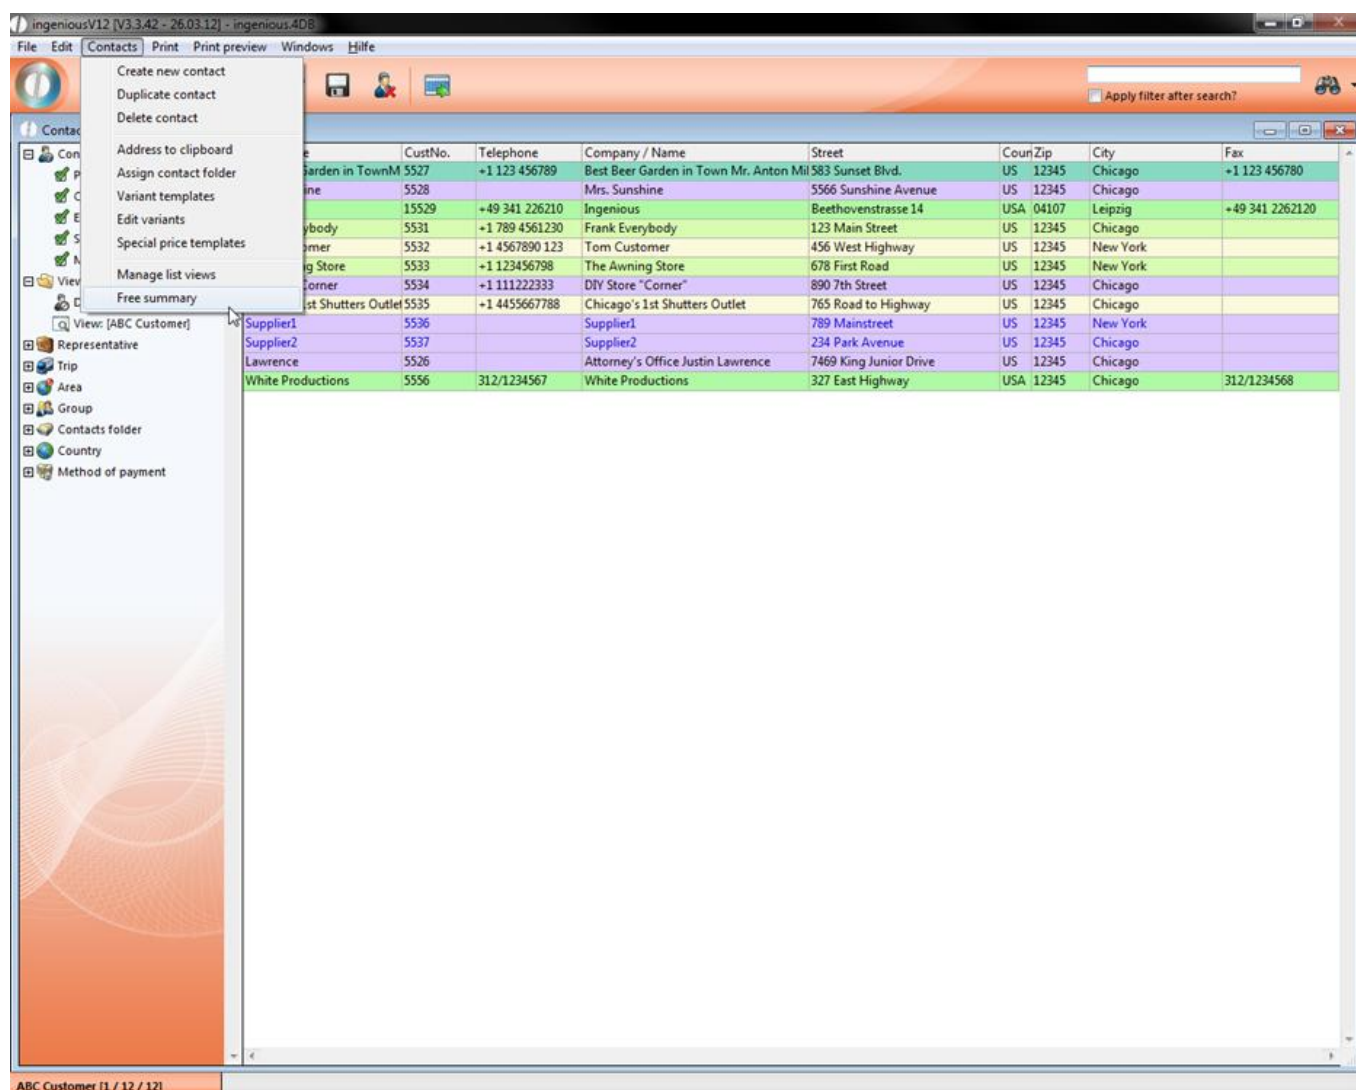 ingeniousV12 [V3.3.42 - 26.03.12] - ingenious.4DB
File Edit Contacts Print Print preview Windows Hilfe
Create new contact
Duplicate contact
Delete contact
Address to clipboard
Assign contact folder
Variant templates
Edit variants
Special price templates
Manage list views
Free summary
Apply filter after search?
Contac
Con
P
C
E
S
N
View
D
View: [ABC Customer]
Representative
Trip
Area
Group
Contacts folder
Country
Method of payment
e CustNo. Telephone Company / Name Street Coun Zip City Fax
Garden in TownM 5527 +1 123 456789 Best Beer Garden in Town Mr. Anton Mil 583 Sunset Blvd. US 12345 Chicago +1 123 456780
ine 5528 Mrs. Sunshine 5566 Sunshine Avenue US 12345 Chicago
15529 +49 341 226210 Ingenious Beethovenstrasse 14 USA 04107 Leipzig +49 341 2262120
ybody 5531 +1 789 4561230 Frank Everybody 123 Main Street US 12345 Chicago
omer 5532 +1 4567890 123 Tom Customer 456 West Highway US 12345 New York
g Store 5533 +1 123456798 The Awning Store 678 First Road US 12345 New York
Corner 5534 +1 111222333 DIY Store "Corner" 890 7th Street US 12345 Chicago
1st Shutters Outlet 5535 +1 4455667788 Chicago's 1st Shutters Outlet 765 Road to Highway US 12345 Chicago
Supplier1 5536 Supplier1 789 Mainstreet US 12345 New York
Supplier2 5537 Supplier2 234 Park Avenue US 12345 Chicago
Lawrence 5526 Attorney's Office Justin Lawrence 7469 King Junior Drive US 12345 Chicago
White Productions 5556 312/1234567 White Productions 327 East Highway USA 12345 Chicago 312/1234568
ABC Customer [1 / 12 / 12]